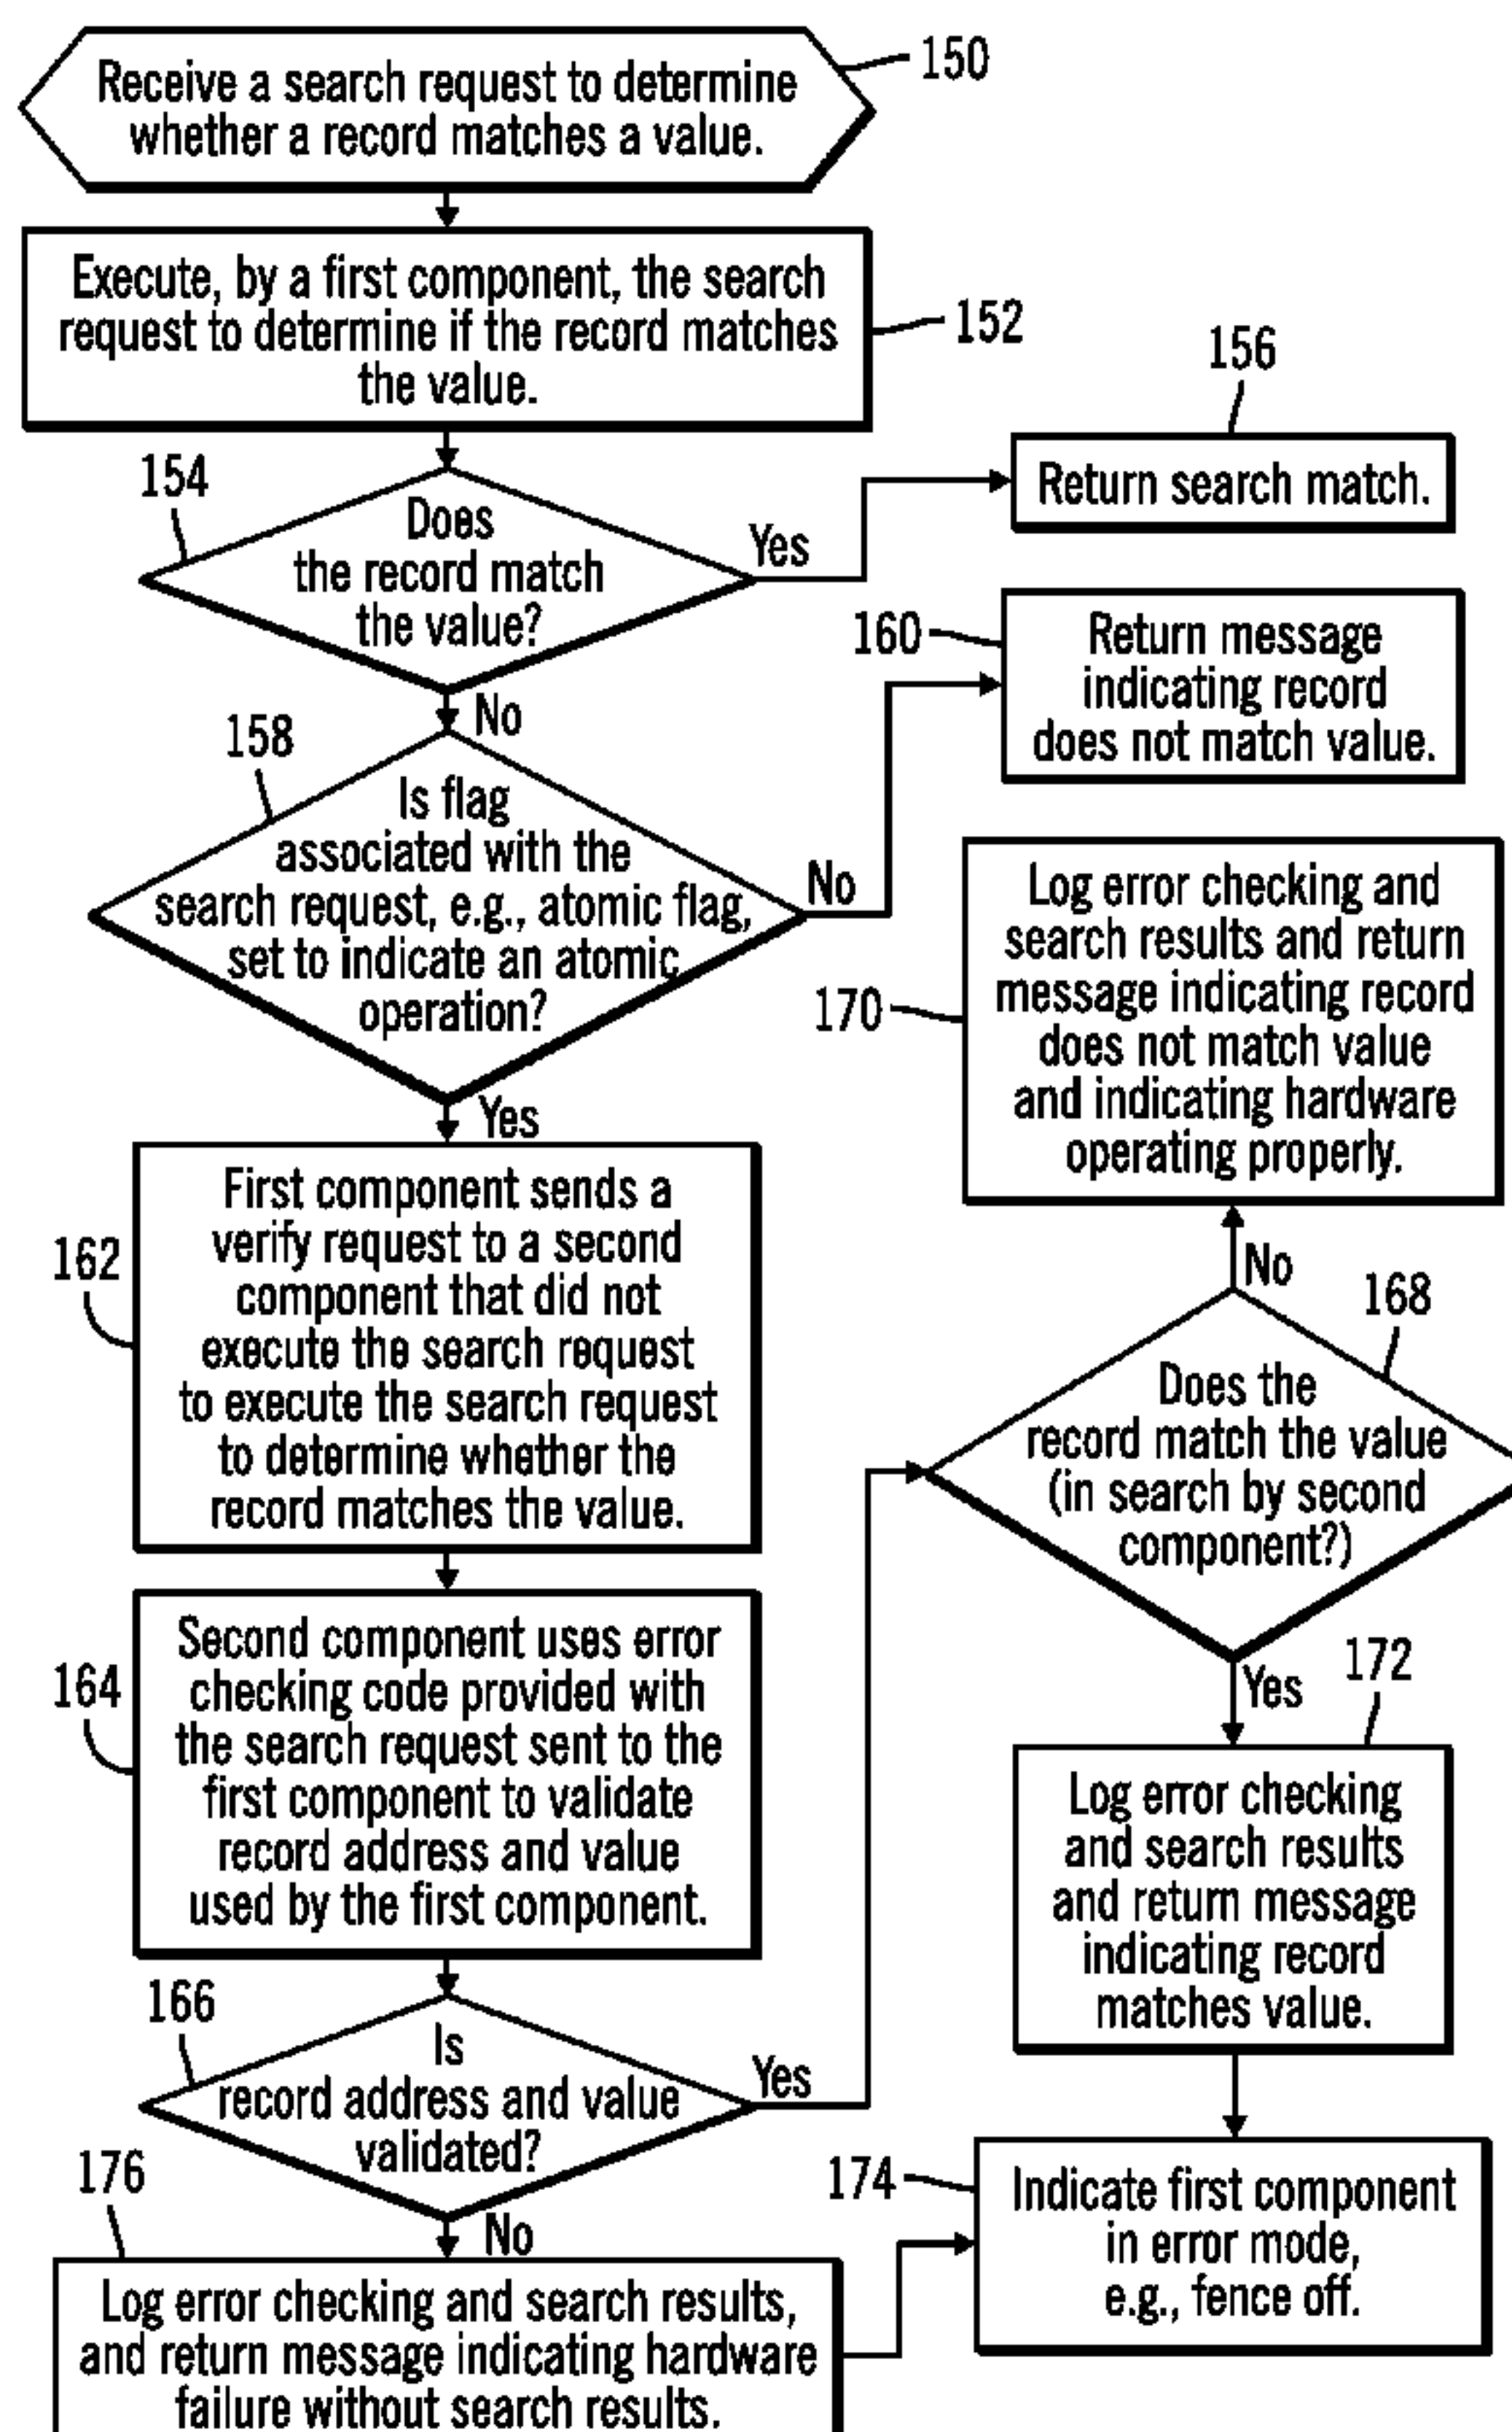 Receive a search request to determine
whether a record matches a value.
150
Execute, by a first component, the search
request to determine if the record matches
the value.
152
154
Does
the record match
the value?
Yes
156
Return search match.
No
158
Is flag
associated with the
search request, e.g., atomic flag,
set to indicate an atomic
operation?
No
160
Return message
indicating record
does not match value.
Yes
162
First component sends a
verify request to a second
component that did not
execute the search request
to execute the search request
to determine whether the
record matches the value.
164
Second component uses error
checking code provided with
the search request sent to the
first component to validate
record address and value
used by the first component.
166
Is
record address and value
validated?
Yes
168
Does the
record match the value
(in search by second
component?)
No
170
Log error checking and
search results and return
message indicating record
does not match value
and indicating hardware
operating properly.
Yes
172
Log error checking
and search results
and return message
indicating record
matches value.
174
Indicate first component
in error mode,
e.g., fence off.
No
176
Log error checking and search results,
and return message indicating hardware
failure without search results.